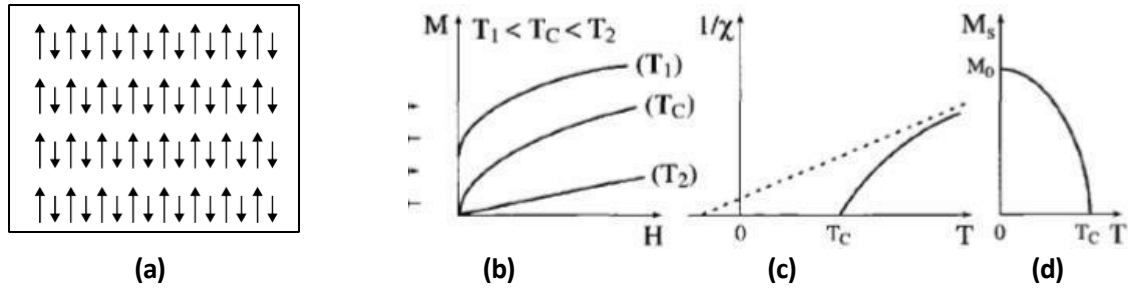 M
T₁ < T_C < T₂
(T₁)
(T_C)
(T₂)
H
1/χ
0
T_C
T
M_s
M₀
0
T_C T
(a)
(b)
(c)
(d)